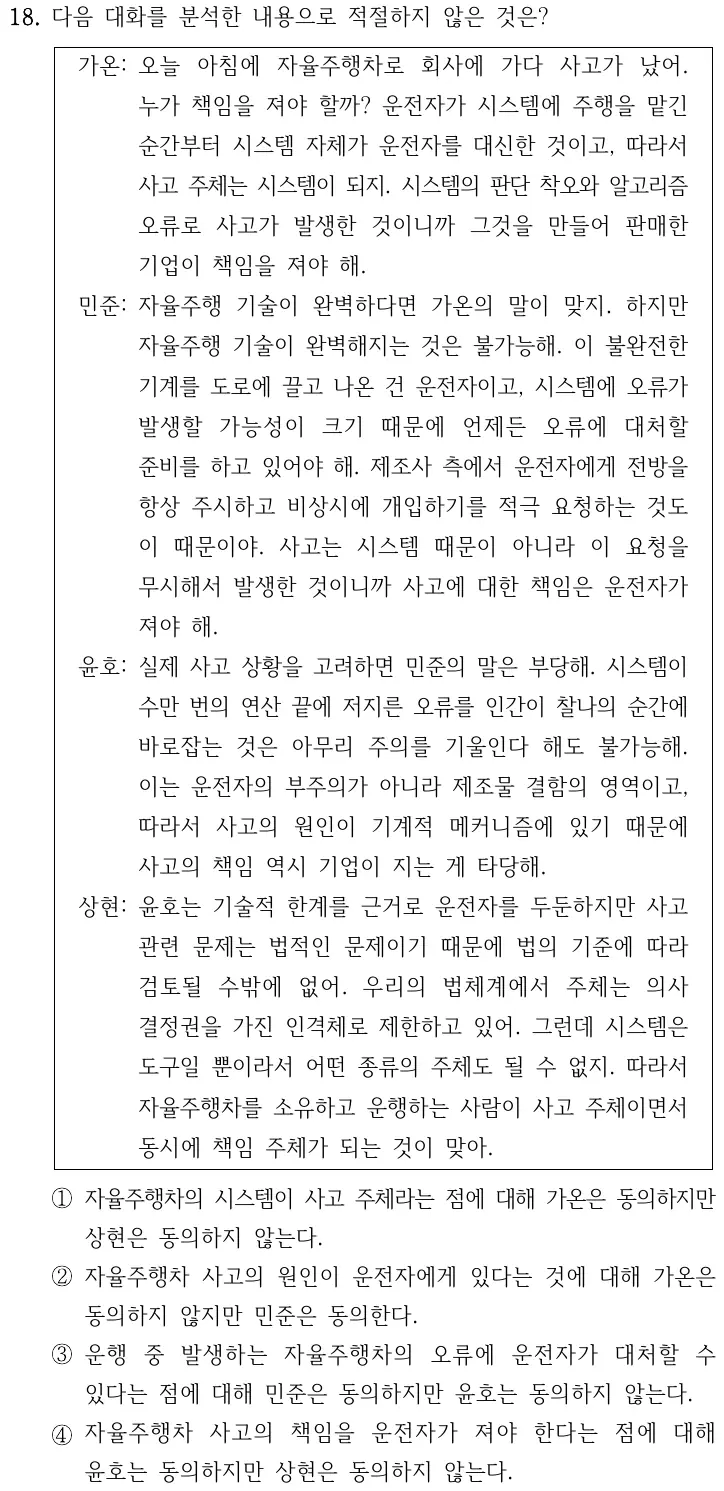 18. 다음 대화를 분석한 내용으로 적절하지 않은 것은?
가온: 오늘 아침에 자율주행차로 회사에 가다 사고가 났어.
누가 책임을 져야 할까? 운전자가 시스템에 주행을 맡긴
순간부터 시스템 자체가 운전자를 대신한 것이고, 따라서
사고 주체는 시스템이 되지. 시스템의 판단 착오와 알고리즘
오류로 사고가 발생한 것이니까 그것을 만들어 판매한
기업이 책임을 져야 해.
민준: 자율주행 기술이 완벽하다면 가온의 말이 맞지. 하지만
자율주행 기술이 완벽해지는 것은 불가능해. 이 불완전한
기계를 도로에 끌고 나온 건 운전자이고, 시스템에 오류가
발생할 가능성이 크기 때문에 언제든 오류에 대처할
준비를 하고 있어야 해. 제조사 측에서 운전자에게 전방을
항상 주시하고 비상시에 개입하기를 적극 요청하는 것도
이 때문이야. 사고는 시스템 때문이 아니라 이 요청을
무시해서 발생한 것이니까 사고에 대한 책임은 운전자가
져야 해.
윤호: 실제 사고 상황을 고려하면 민준의 말은 부당해. 시스템이
수만 번의 연산 끝에 저지른 오류를 인간이 찰나의 순간에
바로잡는 것은 아무리 주의를 기울인다 해도 불가능해.
이는 운전자의 부주의가 아니라 제조물 결함의 영역이고,
따라서 사고의 원인이 기계적 메커니즘에 있기 때문에
사고의 책임 역시 기업이 지는 게 타당해.
상현: 윤호는 기술적 한계를 근거로 운전자를 두둔하지만 사고
관련 문제는 법적인 문제이기 때문에 법의 기준에 따라
검토될 수밖에 없어. 우리의 법체계에서 주체는 의사
결정권을 가진 인격체로 제한하고 있어. 그런데 시스템은
도구일 뿐이라서 어떤 종류의 주체도 될 수 없지. 따라서
자율주행차를 소유하고 운행하는 사람이 사고 주체이면서
동시에 책임 주체가 되는 것이 맞아.
① 자율주행차의 시스템이 사고 주체라는 점에 대해 가온은 동의하지만
상현은 동의하지 않는다.
② 자율주행차 사고의 원인이 운전자에게 있다는 것에 대해 가온은
동의하지 않지만 민준은 동의한다.
③ 운행 중 발생하는 자율주행차의 오류에 운전자가 대처할 수
있다는 점에 대해 민준은 동의하지만 윤호는 동의하지 않는다.
④ 자율주행차 사고의 책임을 운전자가 져야 한다는 점에 대해
윤호는 동의하지만 상현은 동의하지 않는다.